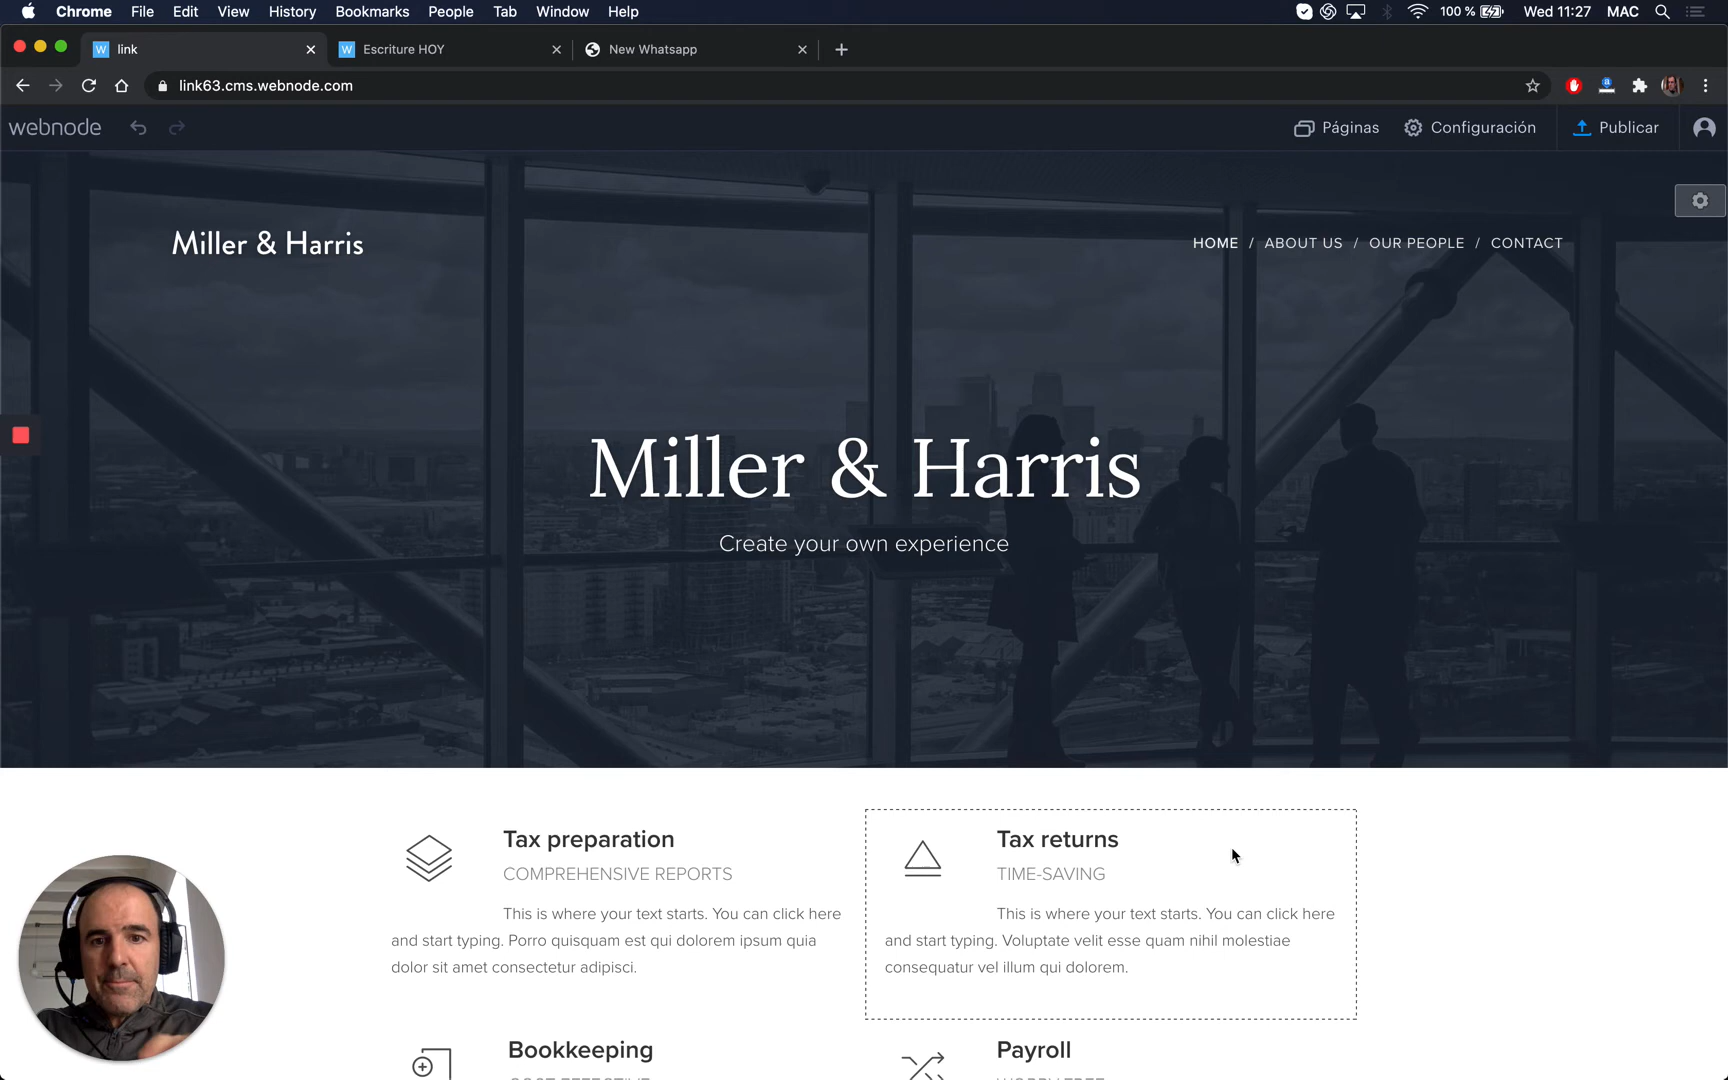 Chrome File Edit View History Bookmarks People Tab Window Help 100 % Wed 11:27 MAC
link Escriture HOY New Whatsapp
link63.cms.webnode.com
webnode Páginas Configuración Publicar
Miller & Harris HOME / ABOUT US / OUR PEOPLE / CONTACT
Miller & Harris
Create your own experience
Tax preparation
COMPREHENSIVE REPORTS
This is where your text starts. You can click here
and start typing. Porro quisquam est qui dolorem ipsum quia
dolor sit amet consectetur adipisci.
Tax returns
TIME-SAVING
This is where your text starts. You can click here
and start typing. Voluptate velit esse quam nihil molestiae
consequatur vel illum qui dolorem.
Bookkeeping
Payroll